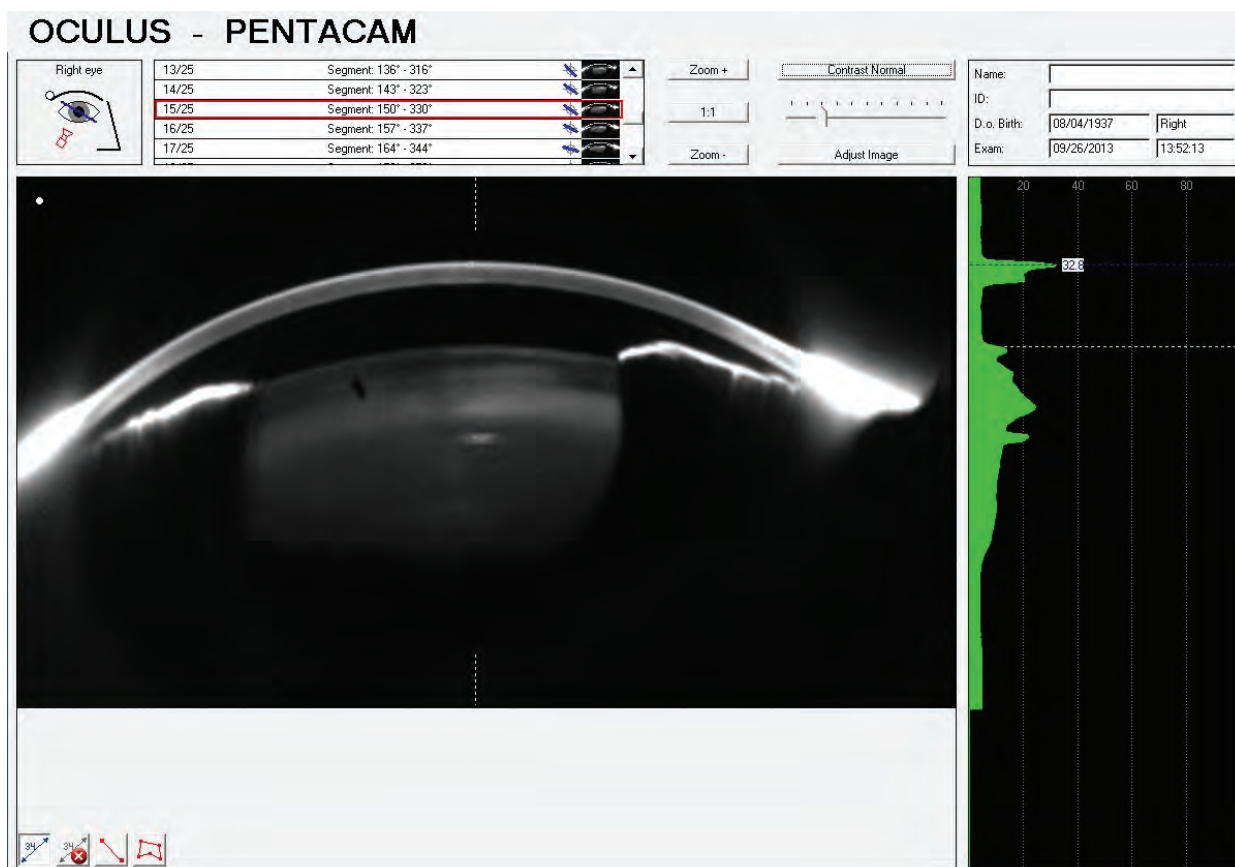 OCULUS - PENTACAM
Right eye
13/25 Segment: 136° - 316°
14/25 Segment: 143° - 323°
15/25 Segment: 150° - 330°
16/25 Segment: 157° - 337°
17/25 Segment: 164° - 344°
Zoom +
1:1
Zoom -
Contrast Normal
Adjust Image
Name:
ID:
D.o. Birth: 08/04/1937 Right
Exam: 09/26/2013 13:52:13
20 40 60 80
32.8
34 34